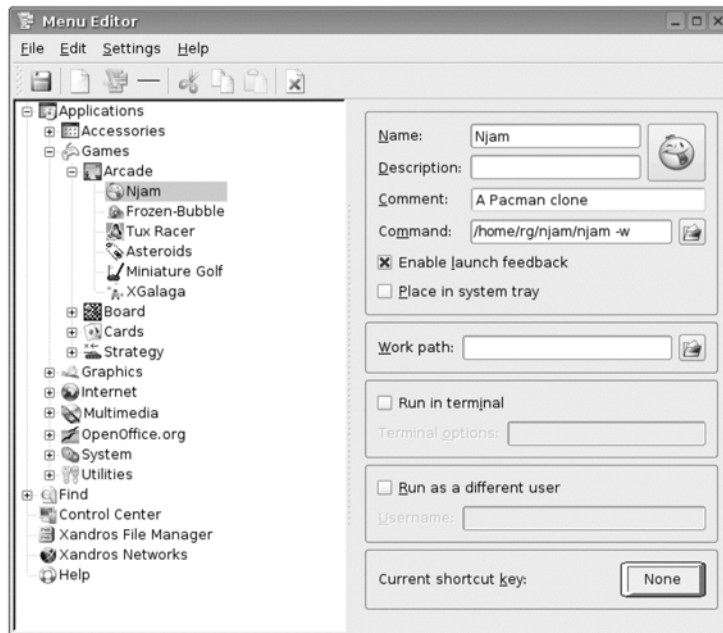 Menu Editor
File Edit Settings Help
Applications
Accessories
Games
Arcade
Njam
Frozen-Bubble
Tux Racer
Asteroids
Miniature Golf
XGalaga
Board
Cards
Strategy
Graphics
Internet
Multimedia
OpenOffice.org
System
Utilities
Find
Control Center
Xandros File Manager
Xandros Networks
Help
Name: Njam
Description:
Comment: A Pacman clone
Command: /home/rg/njam/njam -w
Enable launch feedback
Place in system tray
Work path:
Run in terminal
Terminal options:
Run as a different user
Username:
Current shortcut key: None